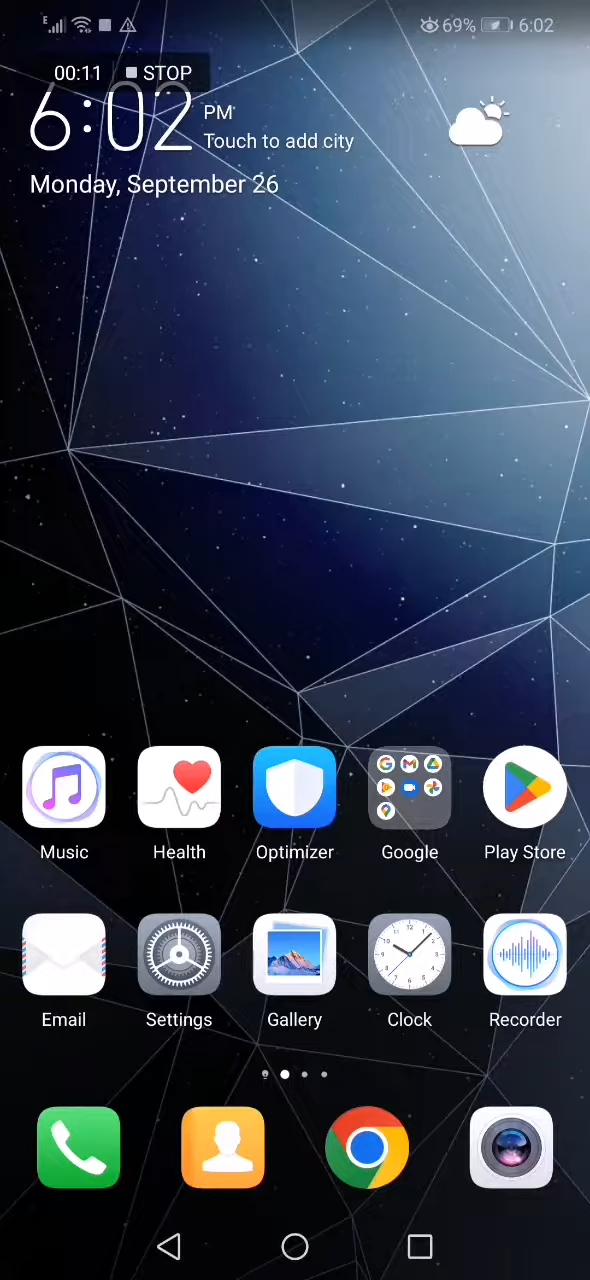 E 69% 6:02
00:11 STOP
6:02 PM
Touch to add city
Monday, September 26
Music Health Optimizer Google Play Store
Email Settings Gallery Clock Recorder